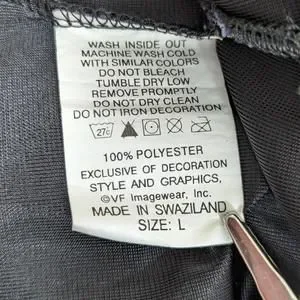 WASH INSIDE OUT
MACHINE WASH COLD
WITH SIMILAR COLORS
DO NOT BLEACH
TUMBLE DRY LOW
REMOVE PROMPTLY
DO NOT DRY CLEAN
DO NOT IRON DECORATION
27C
100% POLYESTER
EXCLUSIVE OF DECORATION
STYLE AND GRAPHICS,
©VF Imagewear, Inc.
MADE IN SWAZILAND
SIZE: L